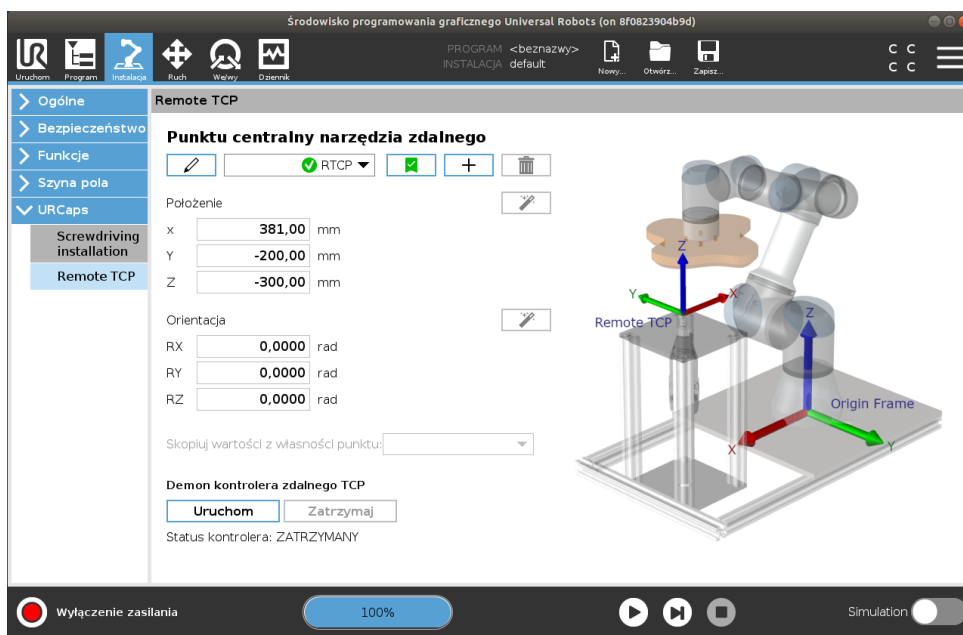 Środowisko programowania graficznego Universal Robots (on 8f0823904b9d)
UR
PROGRAM <beznazwy>
INSTALACJA default
C C
C C
Uruchom Program Instalacja Ruch We/wy Dziennik Nowy... Otwórz... Zapisz...
Ogólne
Bezpieczeństwo
Funkcje
Szyna pola
URCaps
Screwdriving
installation
Remote TCP
Remote TCP
Punktu centralny narzędzia zdalnego
RTCP
Położenie
x 381,00 mm
Y -200,00 mm
Z -300,00 mm
Orientacja
RX 0,0000 rad
RY 0,0000 rad
RZ 0,0000 rad
Skopiuj wartości z własności punktu:
Demon kontrolera zdalnego TCP
Uruchom Zatrzymaj
Status kontrolera: ZATRZYMANY
Z
Y X
Remote TCP
Z
Origin Frame
X Y
Wyłączenie zasilania 100% Simulation